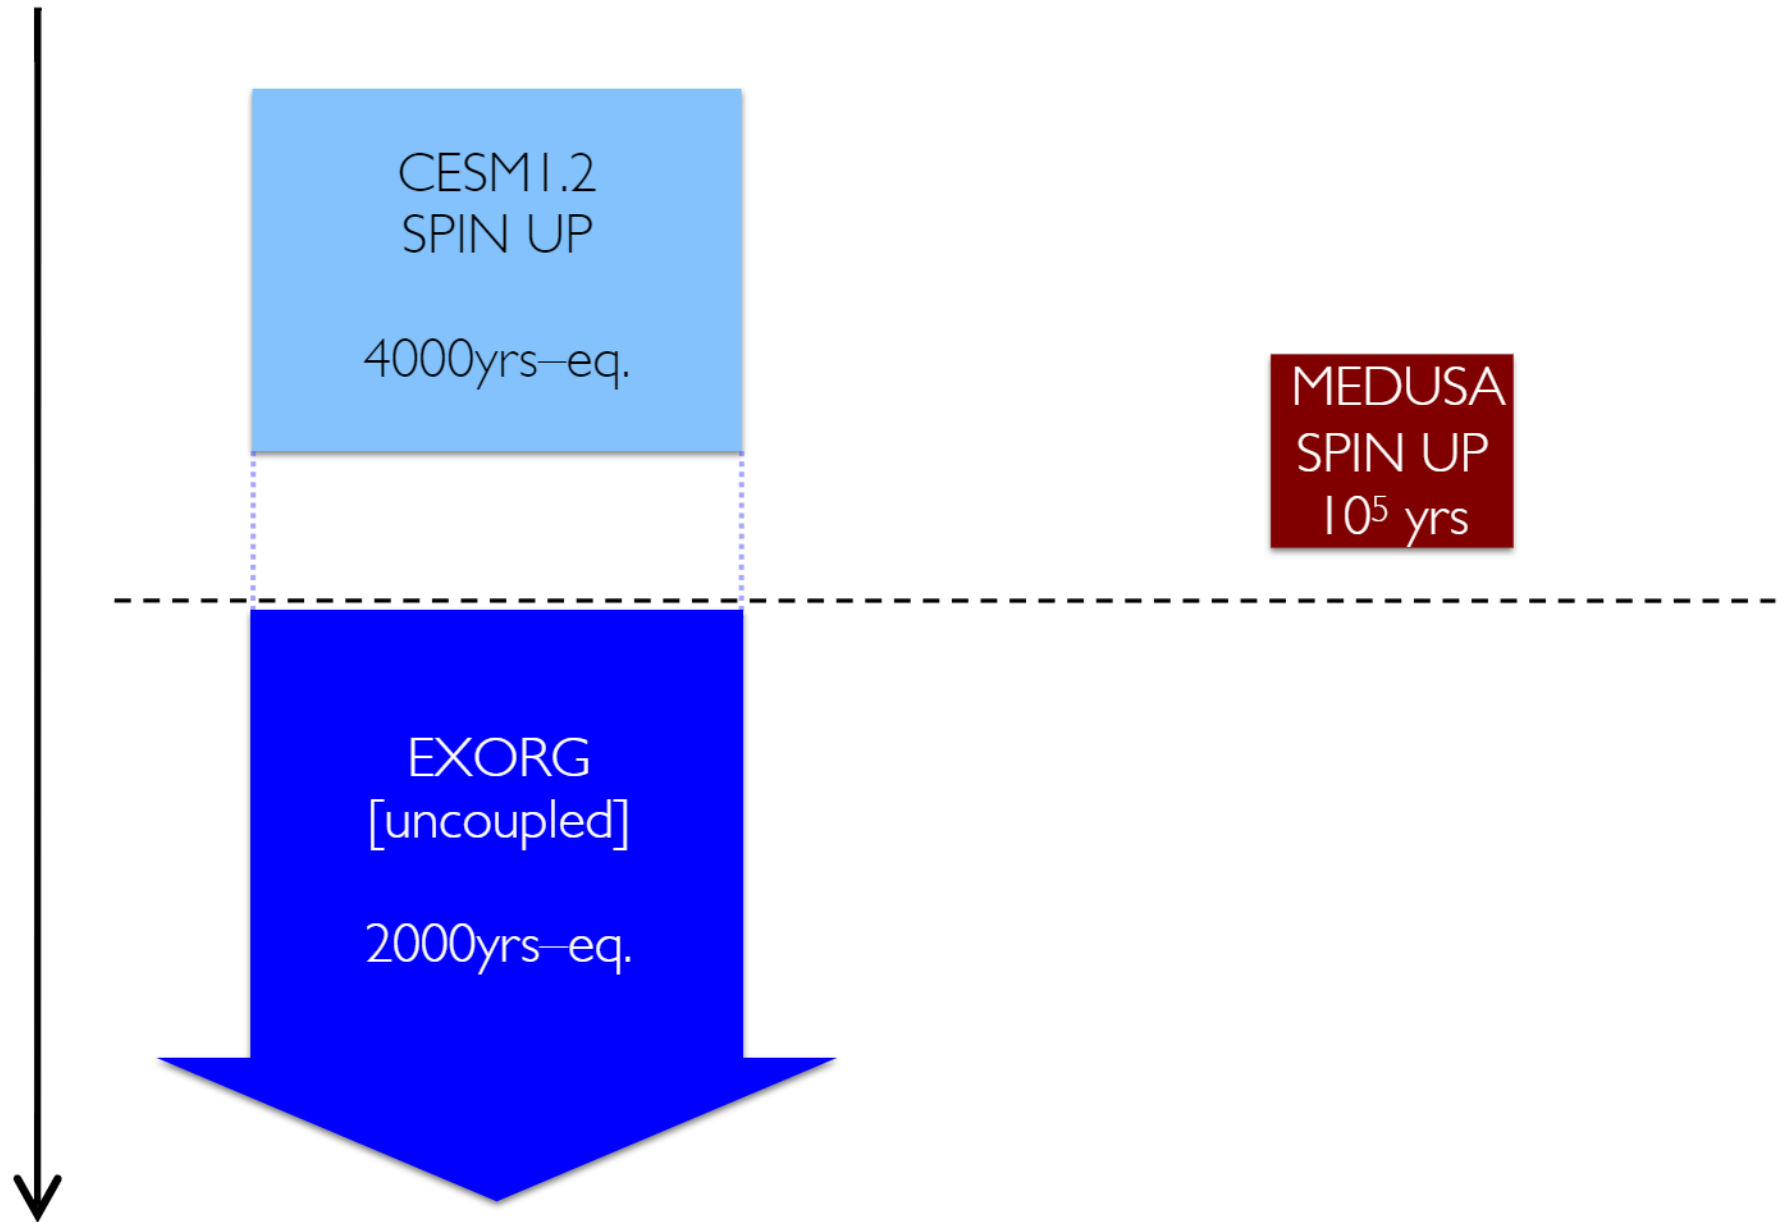 CESM1.2
SPIN UP
4000yrs–eq.
MEDUSA
SPIN UP
10⁵ yrs
EXORG
[uncoupled]
2000yrs–eq.